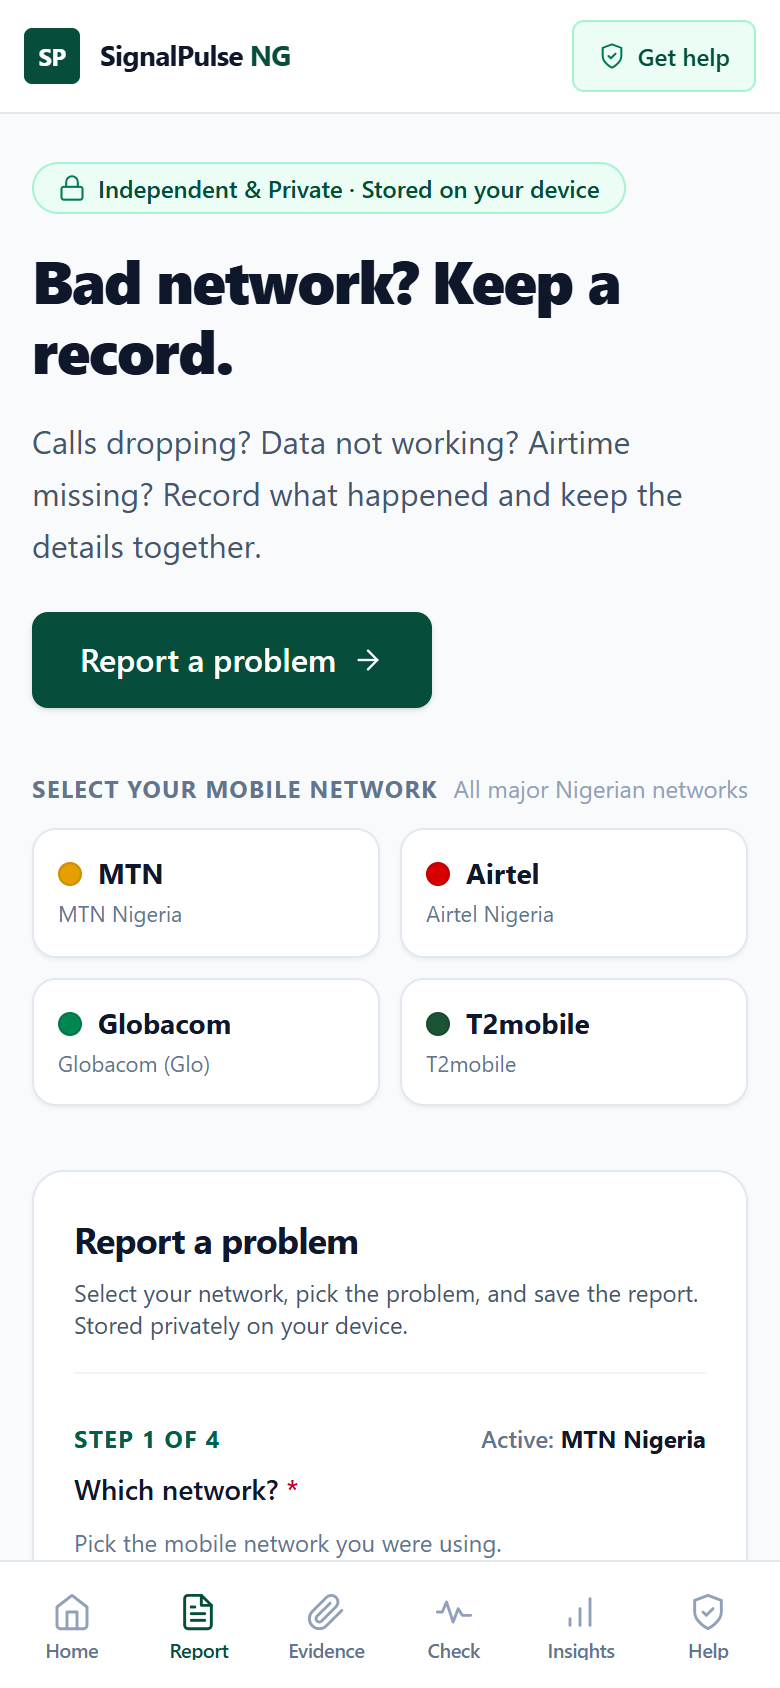 SP
SignalPulse NG
Get help
Independent & Private · Stored on your device
Bad network? Keep a
record.
Calls dropping? Data not working? Airtime
missing? Record what happened and keep the
details together.
Report a problem →
SELECT YOUR MOBILE NETWORK
All major Nigerian networks
MTN
MTN Nigeria
Airtel
Airtel Nigeria
Globacom
Globacom (Glo)
T2mobile
T2mobile
Report a problem
Select your network, pick the problem, and save the report.
Stored privately on your device.
STEP 1 OF 4
Active: MTN Nigeria
Which network? *
Pick the mobile network you were using.
Home
Report
Evidence
Check
Insights
Help